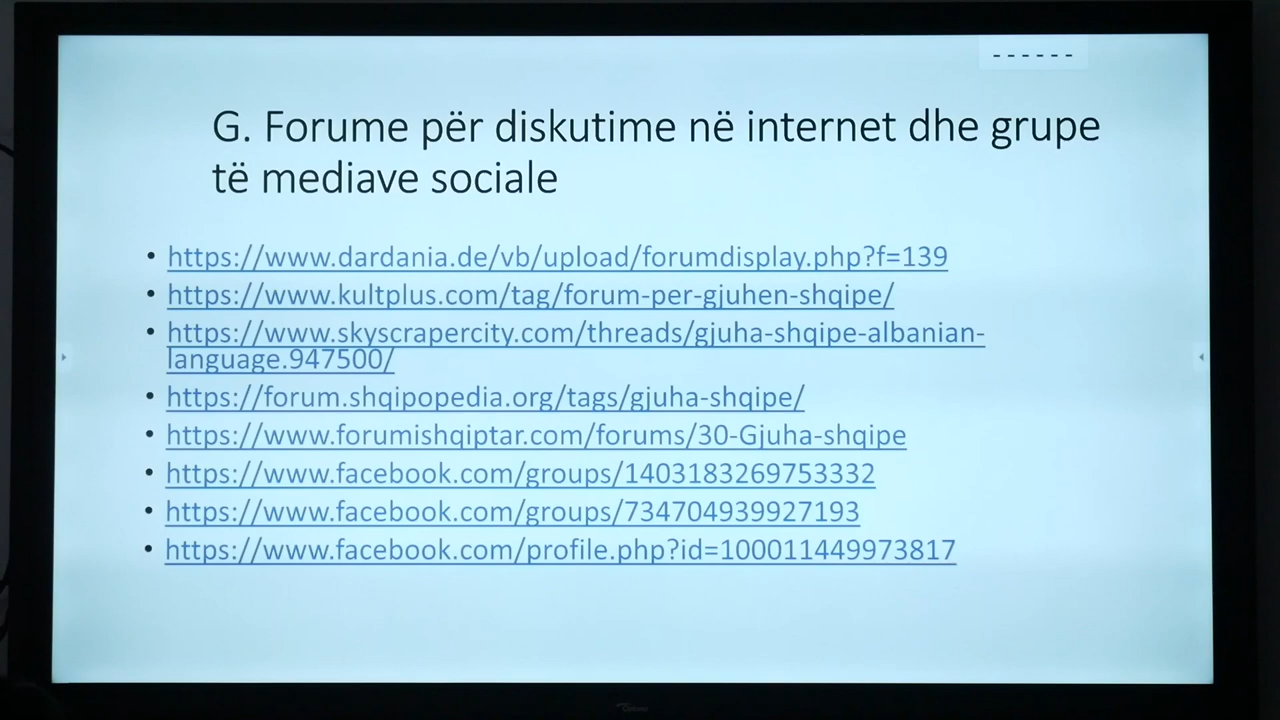 ------
G. Forume për diskutime në internet dhe grupe
të mediave sociale
• https://www.dardania.de/vb/upload/forumdisplay.php?f=139
• https://www.kultplus.com/tag/forum-per-gjuhen-shqipe/
• https://www.skyscrapercity.com/threads/gjuha-shqipe-albanian-
language.947500/
• https://forum.shqipopedia.org/tags/gjuha-shqipe/
• https://www.forumishqiptar.com/forums/30-Gjuha-shqipe
• https://www.facebook.com/groups/1403183269753332
• https://www.facebook.com/groups/734704939927193
• https://www.facebook.com/profile.php?id=100011449973817